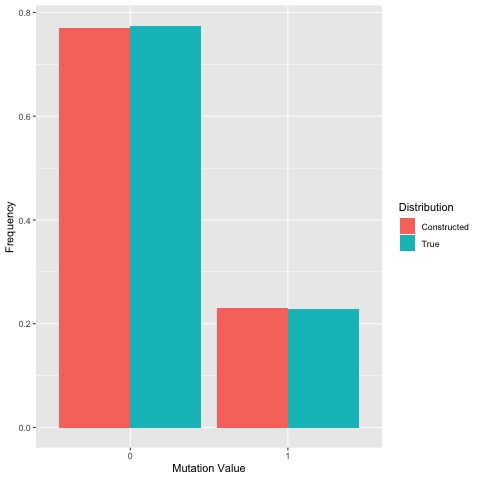 0.8
0.6
0.4
0.2
0.0
Frequency
0
1
Mutation Value
Distribution
Constructed
True